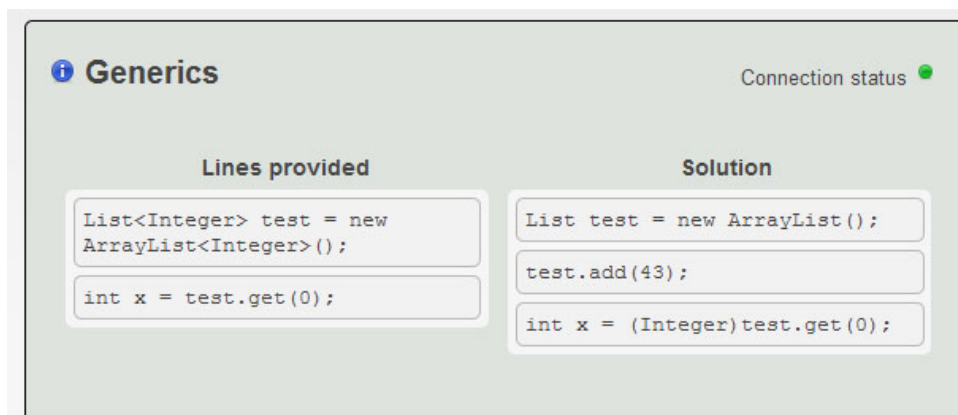 Generics
Connection status
Lines provided
List<Integer> test = new
ArrayList<Integer>();
int x = test.get(0);
Solution
List test = new ArrayList();
test.add(43);
int x = (Integer)test.get(0);